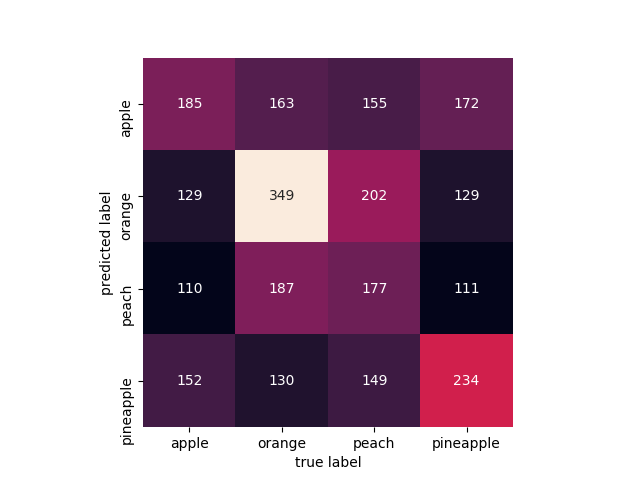 apple 185 163 155 172
orange 129 349 202 129
peach 110 187 177 111
pineapple 152 130 149 234
predicted label
apple orange peach pineapple
true label